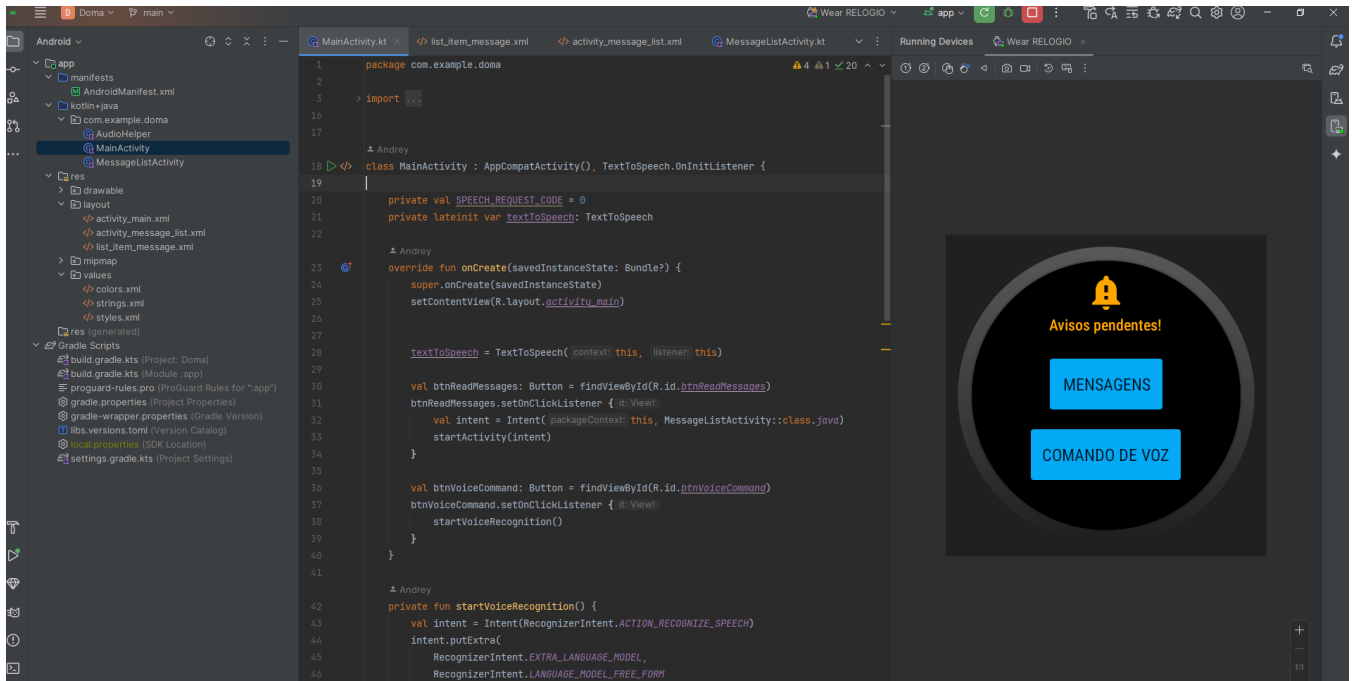 Doma
main
Wear RELOGIO
app
Android
MainActivity.kt
list_item_message.xml
activity_message_list.xml
MessageListActivity.kt
Running Devices
Wear RELOGIO
app
manifests
AndroidManifest.xml
kotlin+java
com.example.doma
AudioHelper
MainActivity
MessageListActivity
res
drawable
layout
activity_main.xml
activity_message_list.xml
list_item_message.xml
mipmap
values
colors.xml
strings.xml
styles.xml
res (generated)
Gradle Scripts
build.gradle.kts (Project: Doma)
build.gradle.kts (Module :app)
proguard-rules.pro (ProGuard Rules for ":app")
gradle.properties (Project Properties)
gradle-wrapper.properties (Gradle Version)
libs.versions.toml (Version Catalog)
local.properties (SDK Location)
settings.gradle.kts (Project Settings)
4 1 20
1 package com.example.doma
2
3 import ...
16
17
Andrey
18 class MainActivity : AppCompatActivity(), TextToSpeech.OnInitListener {
19
20 private val SPEECH_REQUEST_CODE = 0
21 private lateinit var textToSpeech: TextToSpeech
22
Andrey
23 override fun onCreate(savedInstanceState: Bundle?) {
24 super.onCreate(savedInstanceState)
25 setContentView(R.layout.activity_main)
26
27
28 textToSpeech = TextToSpeech( context: this, listener: this)
29
30 val btnReadMessages: Button = findViewById(R.id.btnReadMessages)
31 btnReadMessages.setOnClickListener { it: View!
32 val intent = Intent( packageContext: this, MessageListActivity::class.java)
33 startActivity(intent)
34 }
35
36 val btnVoiceCommand: Button = findViewById(R.id.btnVoiceCommand)
37 btnVoiceCommand.setOnClickListener { it: View!
38 startVoiceRecognition()
39 }
40 }
41
Andrey
42 private fun startVoiceRecognition() {
43 val intent = Intent(RecognizerIntent.ACTION_RECOGNIZE_SPEECH)
44 intent.putExtra(
45 RecognizerIntent.EXTRA_LANGUAGE_MODEL,
46 RecognizerIntent.LANGUAGE_MODEL_FREE_FORM
Avisos pendentes!
MENSAGENS
COMANDO DE VOZ
1:1